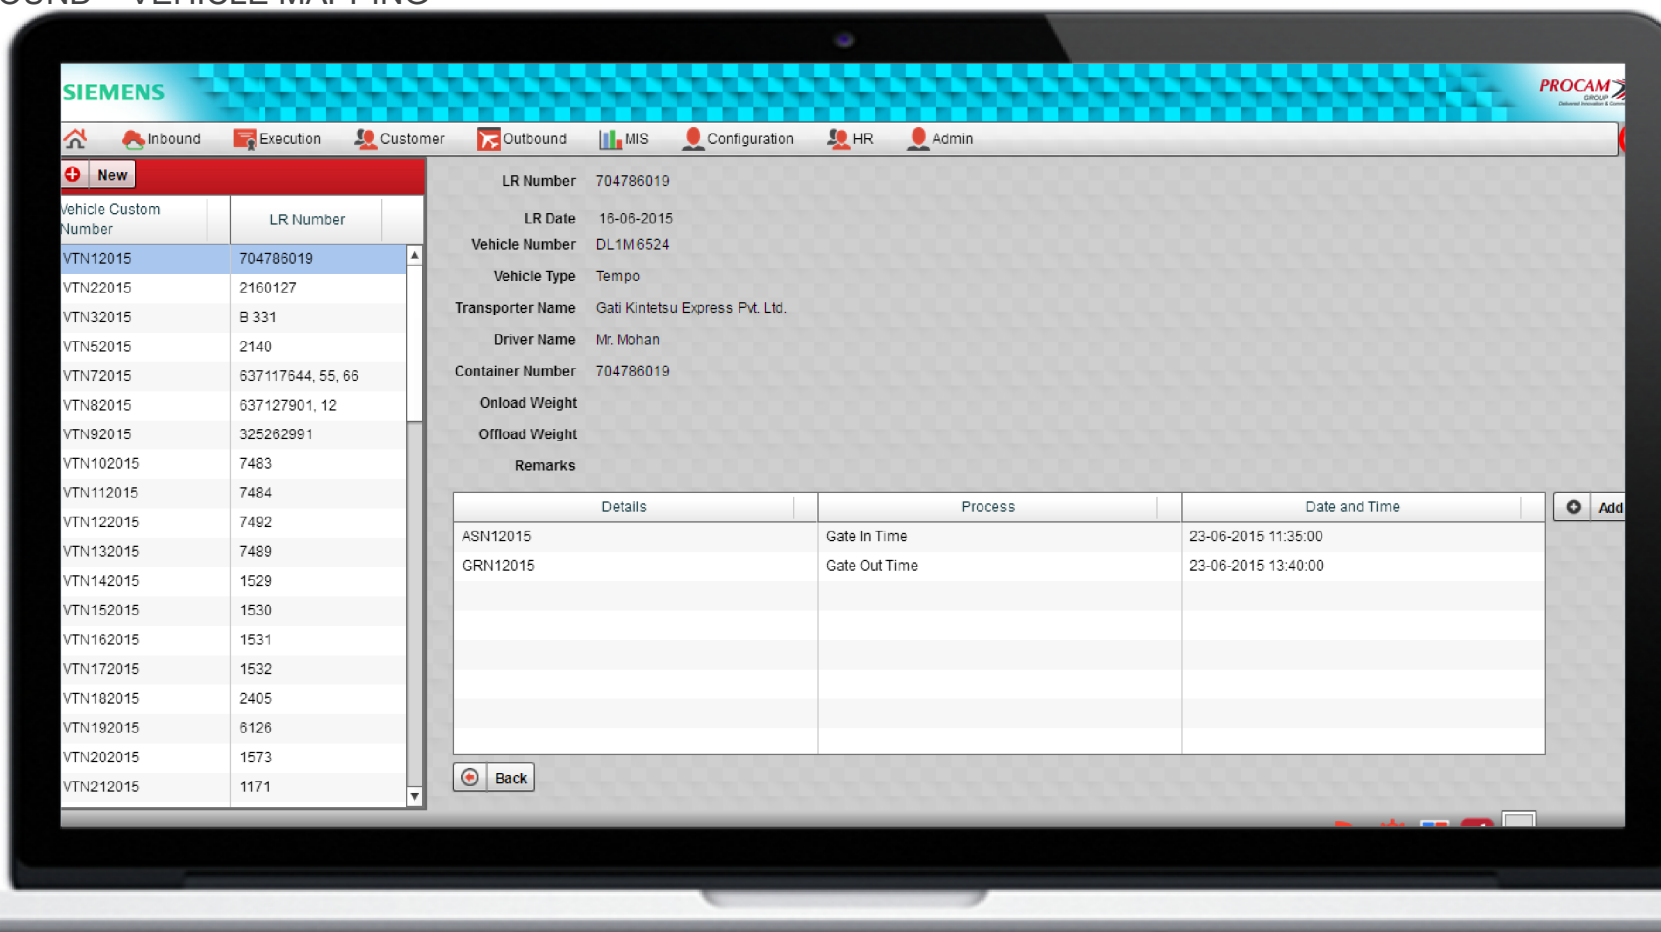 VEHICLE MAPPING
SIEMENS
PROCAM
GROUP
Inbound Execution Customer Outbound MIS Configuration HR Admin
New
Vehicle Custom Number LR Number
VTN12015 704786019
VTN22015 2160127
VTN32015 B 331
VTN52015 2140
VTN72015 637117644, 55, 66
VTN82015 637127901, 12
VTN92015 325262991
VTN102015 7483
VTN112015 7484
VTN122015 7492
VTN132015 7489
VTN142015 1529
VTN152015 1530
VTN162015 1531
VTN172015 1532
VTN182015 2405
VTN192015 6126
VTN202015 1573
VTN212015 1171
LR Number 704786019
LR Date 16-06-2015
Vehicle Number DL1M6524
Vehicle Type Tempo
Transporter Name Gati Kintetsu Express Pvt. Ltd.
Driver Name Mr. Mohan
Container Number 704786019
Onload Weight
Offload Weight
Remarks
Details Process Date and Time
Add
ASN12015 Gate In Time 23-06-2015 11:35:00
GRN12015 Gate Out Time 23-06-2015 13:40:00
Back